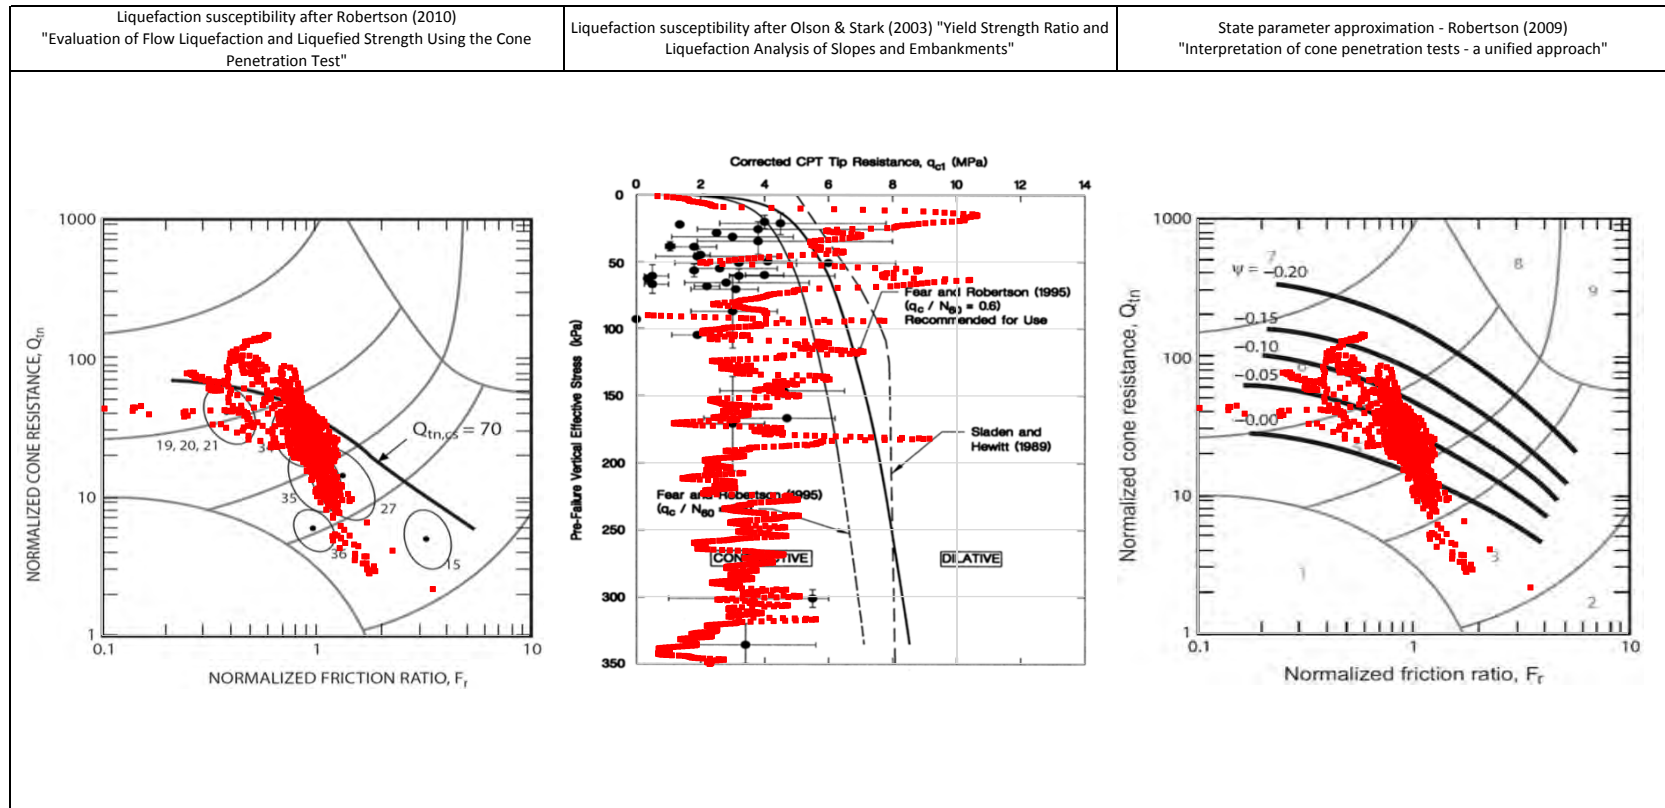 Liquefaction susceptibility after Robertson (2010)
"Evaluation of Flow Liquefaction and Liquefied Strength Using the Cone
Penetration Test"
Liquefaction susceptibility after Olson & Stark (2003) "Yield Strength Ratio and
Liquefaction Analysis of Slopes and Embankments"
State parameter approximation - Robertson (2009)
"Interpretation of cone penetration tests - a unified approach"
NORMALIZED CONE RESISTANCE, Qtn
1000
100
10
1
0.1
1
10
NORMALIZED FRICTION RATIO, Fr
19, 20, 21
35
27
36
15
Qtn,cs = 70
Corrected CPT Tip Resistance, qc1 (MPa)
0 2 4 6 8 10 12 14
Pre-Failure Vertical Effective Stress (kPa)
0
50
100
150
200
250
300
350
Fear and Robertson (1995)
(qc / N60 = 0.6)
Recommended for Use
Sladen and
Hewitt (1989)
Fear and Robertson (1995)
(qc / N60 =
DILATIVE
Normalized cone resistance, Qtn
1000
100
10
1
0.1
1
10
Normalized friction ratio, Fr
ψ = −0.20
−0.15
−0.10
−0.05
−0.00
7
8
9
1
2
3